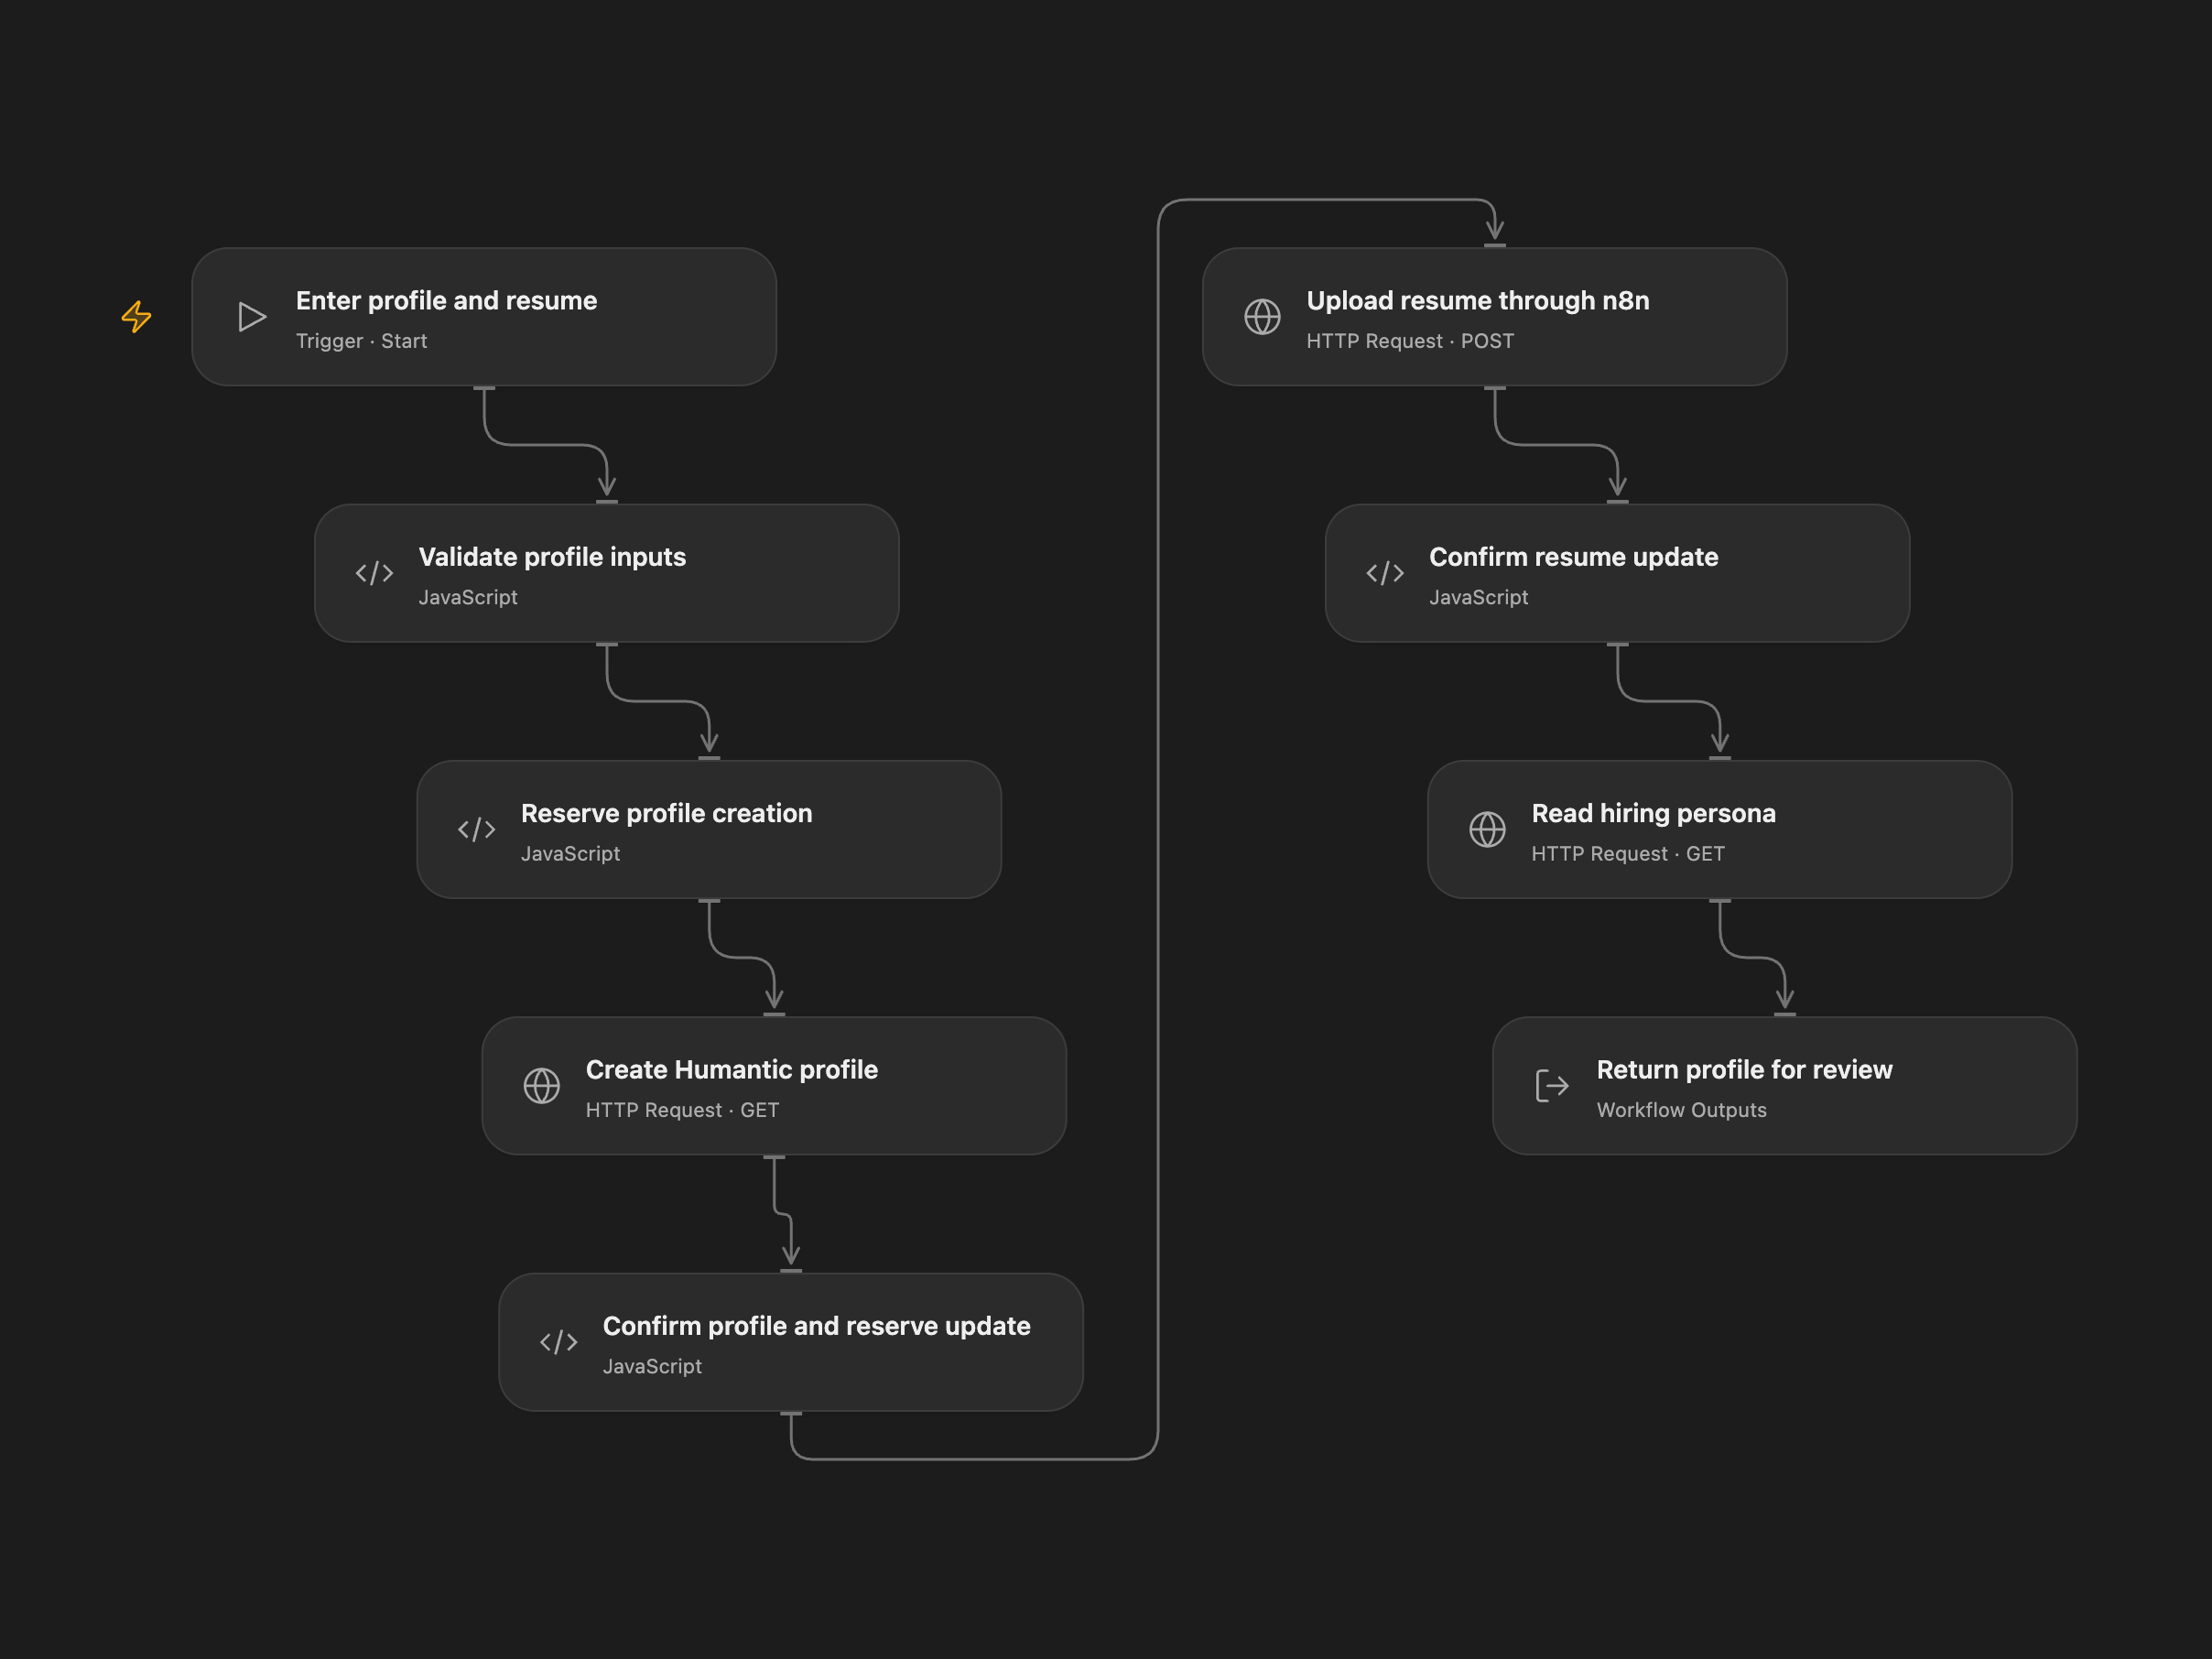 Enter profile and resume
Trigger · Start
Validate profile inputs
JavaScript
Reserve profile creation
JavaScript
Create Humantic profile
HTTP Request · GET
Confirm profile and reserve update
JavaScript
Upload resume through n8n
HTTP Request · POST
Confirm resume update
JavaScript
Read hiring persona
HTTP Request · GET
Return profile for review
Workflow Outputs